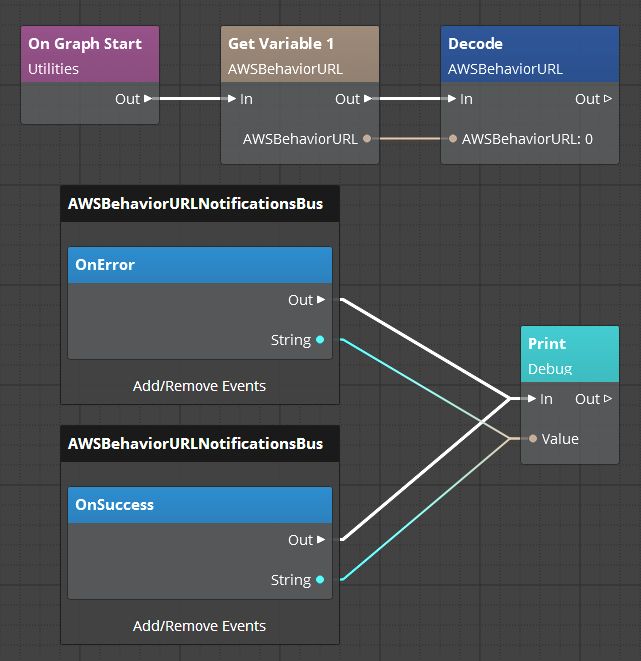 On Graph Start
Utilities
Out
Get Variable 1
AWSBehaviorURL
In Out
AWSBehaviorURL
Decode
AWSBehaviorURL
In Out
AWSBehaviorURL: 0
AWSBehaviorURLNotificationsBus
OnError
Out
String
Add/Remove Events
AWSBehaviorURLNotificationsBus
OnSuccess
Out
String
Add/Remove Events
Print
Debug
In Out
Value